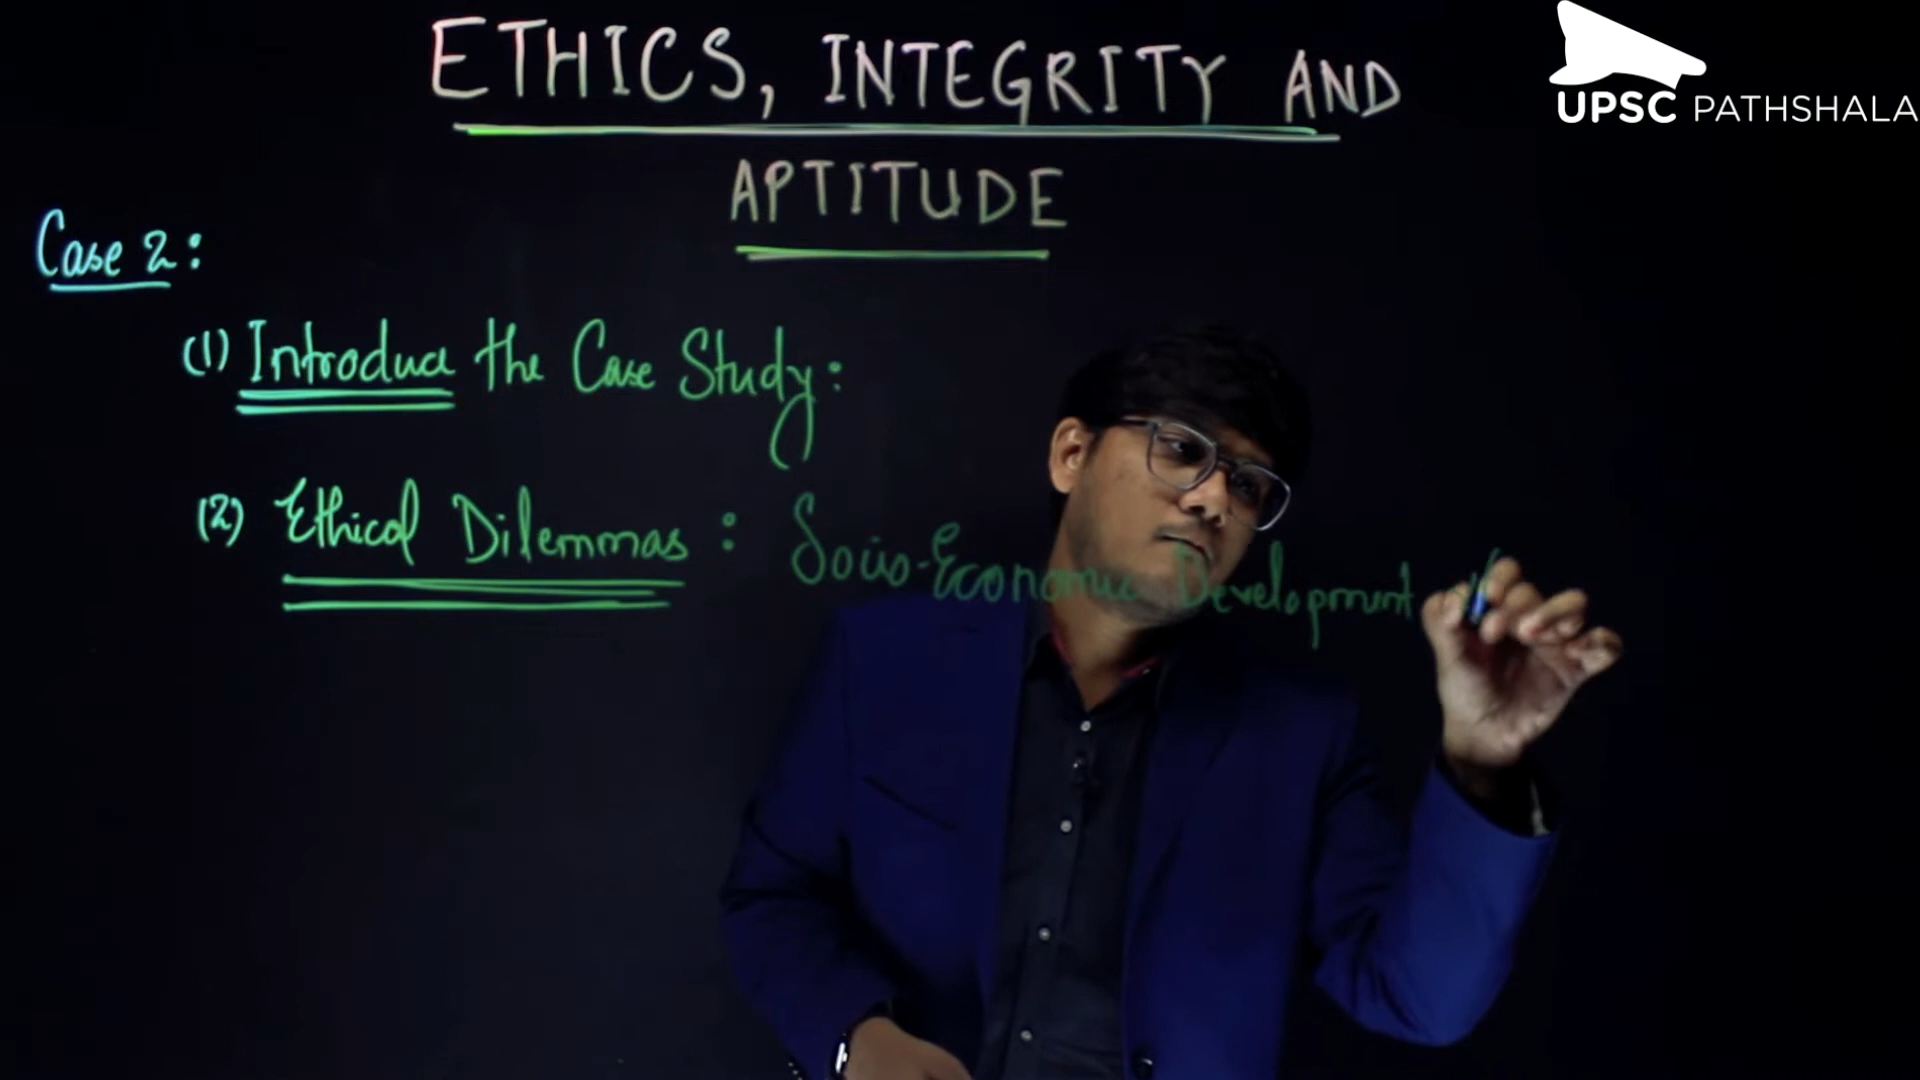 ETHICS, INTEGRITY AND
APTITUDE
UPSC PATHSHALA
Case 2:
(1) Introduce the Case Study:
(2) Ethical Dilemmas: Socio-Economic Development